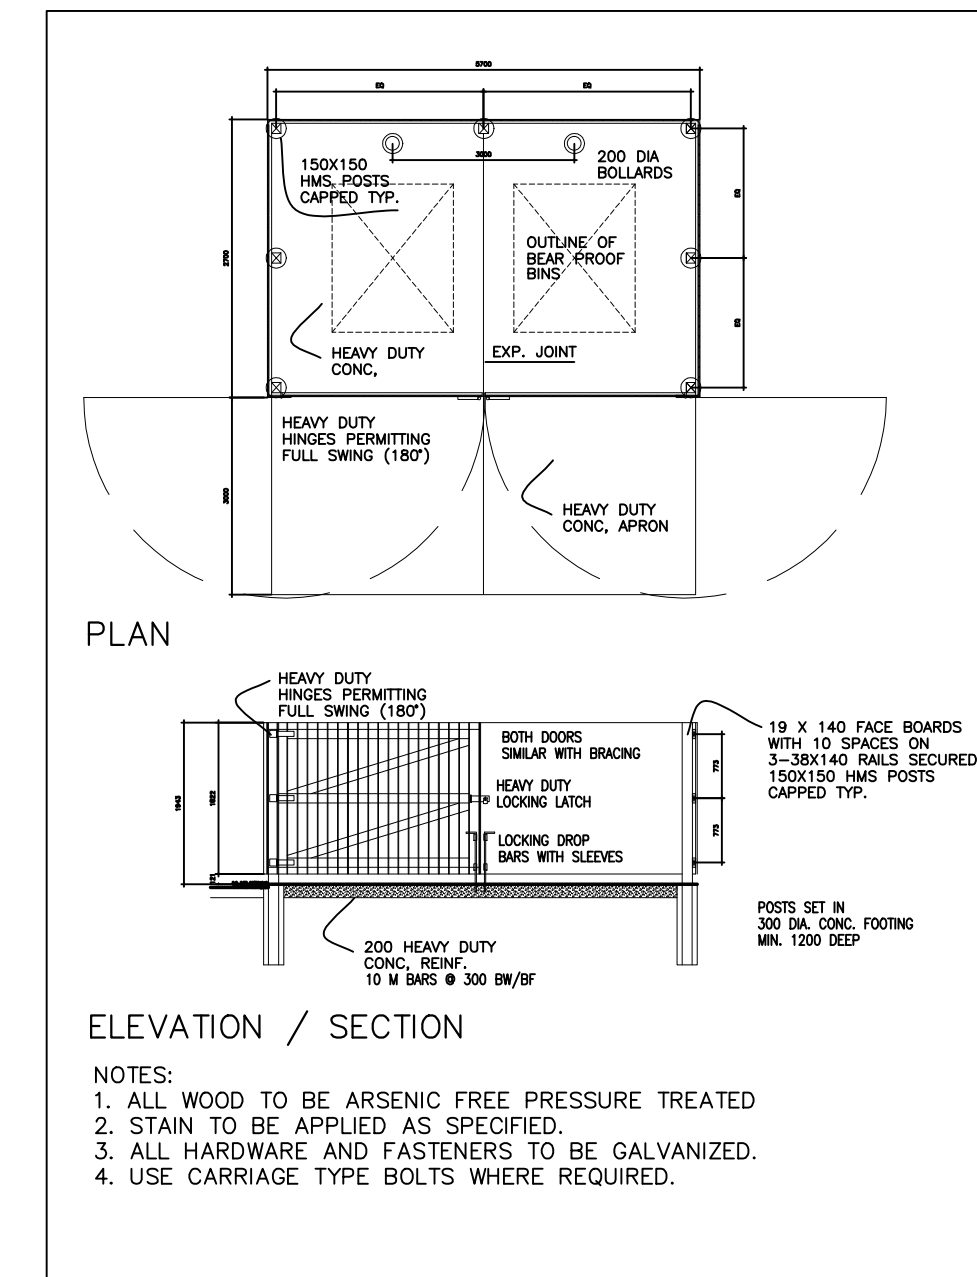 5700
EQ EQ
150X150
HMS POSTS
CAPPED TYP.
3000
200 DIA
BOLLARDS
EQ
2700
OUTLINE OF
BEAR PROOF
BINS
EQ
HEAVY DUTY
CONC,
EXP. JOINT
HEAVY DUTY
HINGES PERMITTING
FULL SWING (180°)
3000
HEAVY DUTY
CONC, APRON
PLAN
HEAVY DUTY
HINGES PERMITTING
FULL SWING (180°)
BOTH DOORS
SIMILAR WITH BRACING
19 X 140 FACE BOARDS
WITH 10 SPACES ON
3-38X140 RAILS SECURED
150X150 HMS POSTS
CAPPED TYP.
773
HEAVY DUTY
LOCKING LATCH
1943
1822
773
LOCKING DROP
BARS WITH SLEEVES
121
POSTS SET IN
300 DIA. CONC. FOOTING
MIN. 1200 DEEP
200 HEAVY DUTY
CONC, REINF.
10 M BARS @ 300 BW/BF
ELEVATION / SECTION
NOTES:
1. ALL WOOD TO BE ARSENIC FREE PRESSURE TREATED
2. STAIN TO BE APPLIED AS SPECIFIED.
3. ALL HARDWARE AND FASTENERS TO BE GALVANIZED.
4. USE CARRIAGE TYPE BOLTS WHERE REQUIRED.